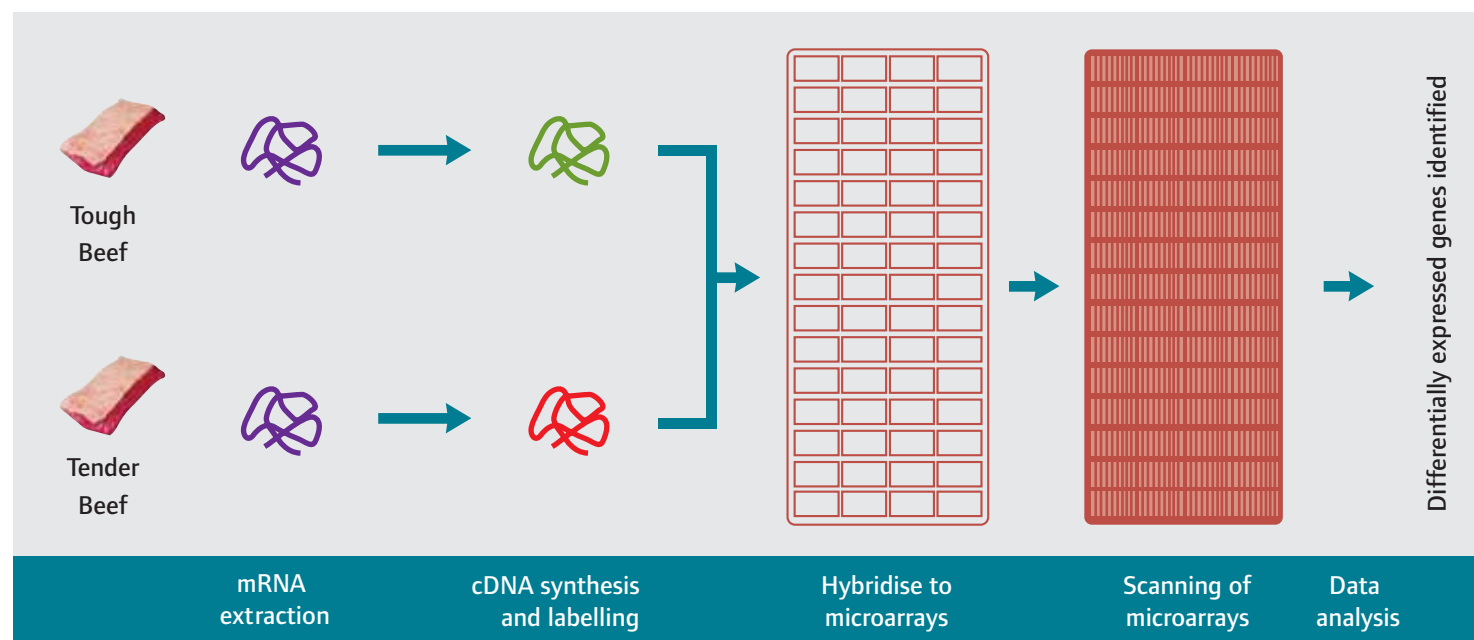 Tough
Beef
Tender
Beef
Differentially expressed genes identified
mRNA
extraction
cDNA synthesis
and labelling
Hybridise to
microarrays
Scanning of
microarrays
Data
analysis